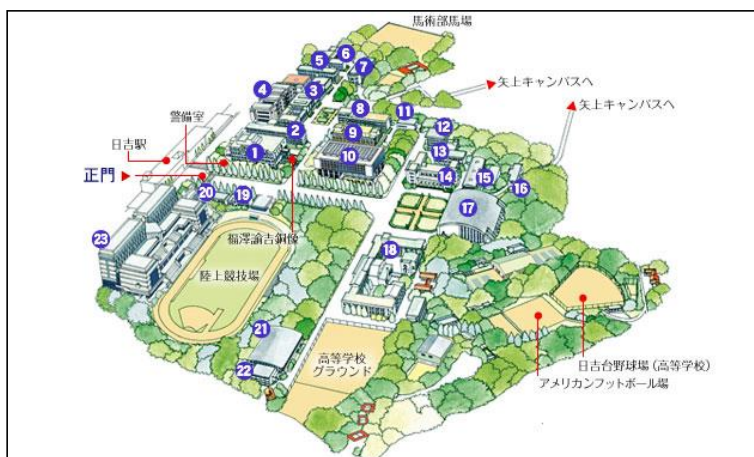 馬術部馬場
6
5
7
矢上キャンパスへ
4
3
矢上キャンパスへ
警備室
8
11
2
9
12
日吉駅
1
10
13
正門
14
15
16
20
19
17
23
福澤諭吉銅像
18
陸上競技場
21
高等学校
グラウンド
22
日吉台野球場(高等学校)
アメリカンフットボール場